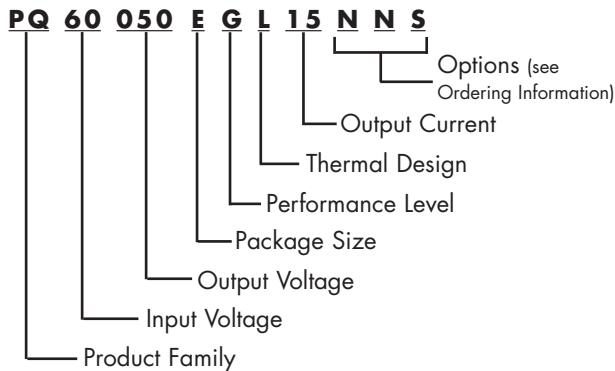 PQ 60 050 E G L 15 N N S
Options (see
Ordering Information)
Output Current
Thermal Design
Performance Level
Package Size
Output Voltage
Input Voltage
Product Family